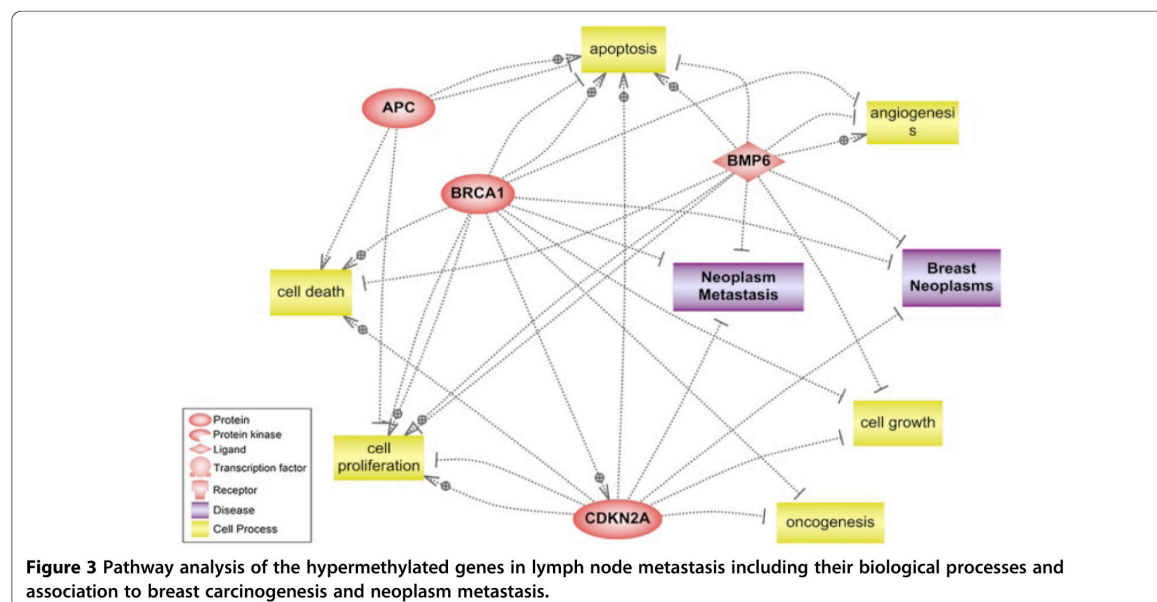 apoptosis
APC
angiogenesi
s
BMP6
BRCA1
cell death
Neoplasm
Metastasis
Breast
Neoplasms
cell growth
cell
proliferation
CDKN2A
oncogenesis
Protein
Protein kinase
Ligand
Transcription factor
Receptor
Disease
Cell Process
Figure 3 Pathway analysis of the hypermethylated genes in lymph node metastasis including their biological processes and
association to breast carcinogenesis and neoplasm metastasis.